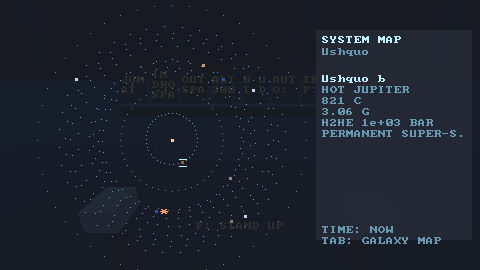 SYSTEM MAP
Ushquo
Ushquo b
HOT JUPITER
821 C
3.06 G
H2HE 1e+03 BAR
PERMANENT SUPER-S.
F: STAND UP
TIME: NOW
TAB: GALAXY MAP